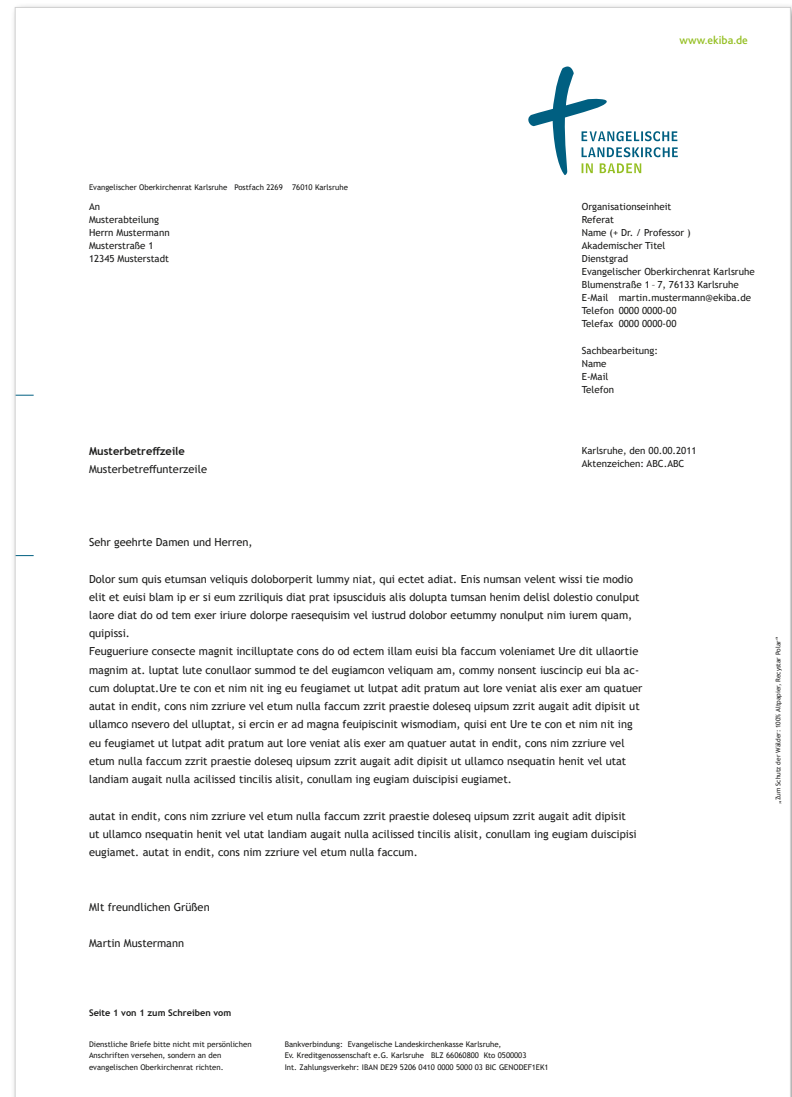 www.ekiba.de
EVANGELISCHE
LANDESKIRCHE
IN BADEN
Evangelischer Oberkirchenrat Karlsruhe Postfach 2269 76010 Karlsruhe
An
Musterabteilung
Herrn Mustermann
Musterstraße 1
12345 Musterstadt
Organisationseinheit
Referat
Name (+ Dr. / Professor )
Akademischer Titel
Dienstgrad
Evangelischer Oberkirchenrat Karlsruhe
Blumenstraße 1 - 7, 76133 Karlsruhe
E-Mail martin.mustermann@ekiba.de
Telefon 0000 0000-00
Telefax 0000 0000-00
Sachbearbeitung:
Name
E-Mail
Telefon
Musterbetreffzeile
Musterbetreffunterzeile
Karlsruhe, den 00.00.2011
Aktenzeichen: ABC.ABC
Sehr geehrte Damen und Herren,
Dolor sum quis etumsan veliquis doloborperit lummy niat, qui ectet adiat. Enis numsan velent wissi tie modio
elit et euisi blam ip er si eum zzriliquis diat prat ipsusciduis alis dolupta tumsan henim delisl dolestio conulput
laore diat do od tem exer iriure dolorpe raesequisim vel iustrud dolobor eetummy nonulput nim iurem quam,
quipissi.
Feugueriure consecte magnit incilluptate cons do od ectem illam euisi bla faccum voleniamet Ure dit ullaortie
magnim at. luptat lute conullaor summod te del eugiamcon veliquam am, commy nonsent iuscincip eui bla ac-
cum doluptat.Ure te con et nim nit ing eu feugiamet ut lutpat adit pratum aut lore veniat alis exer am quatuer
autat in endit, cons nim zzriure vel etum nulla faccum zzrit praestie doleseq uipsum zzrit augait adit dipisit ut
ullamco nsevero del ulluptat, si ercin er ad magna feuipiscinit wismodiam, quisi ent Ure te con et nim nit ing
eu feugiamet ut lutpat adit pratum aut lore veniat alis exer am quatuer autat in endit, cons nim zzriure vel
etum nulla faccum zzrit praestie doleseq uipsum zzrit augait adit dipisit ut ullamco nsequatin henit vel utat
landiam augait nulla acilissed tincilis alisit, conullam ing eugiam duiscipisi eugiamet.
autat in endit, cons nim zzriure vel etum nulla faccum zzrit praestie doleseq uipsum zzrit augait adit dipisit
ut ullamco nsequatin henit vel utat landiam augait nulla acilissed tincilis alisit, conullam ing eugiam duiscipisi
eugiamet. autat in endit, cons nim zzriure vel etum nulla faccum.
MIt freundlichen Grüßen
Martin Mustermann
Seite 1 von 1 zum Schreiben vom
Dienstliche Briefe bitte nicht mit persönlichen
Anschriften versehen, sondern an den
evangelischen Oberkirchenrat richten.
Bankverbindung: Evangelische Landeskirchenkasse Karlsruhe,
Ev. Kreditgenossenschaft e.G. Karlsruhe BLZ 66060800 Kto 0500003
Int. Zahlungsverkehr: IBAN DE29 5206 0410 0000 5000 03 BIC GENODEF1EK1
„Zum Schutz der Wälder: 100% Altpapier, Recystar Polar"